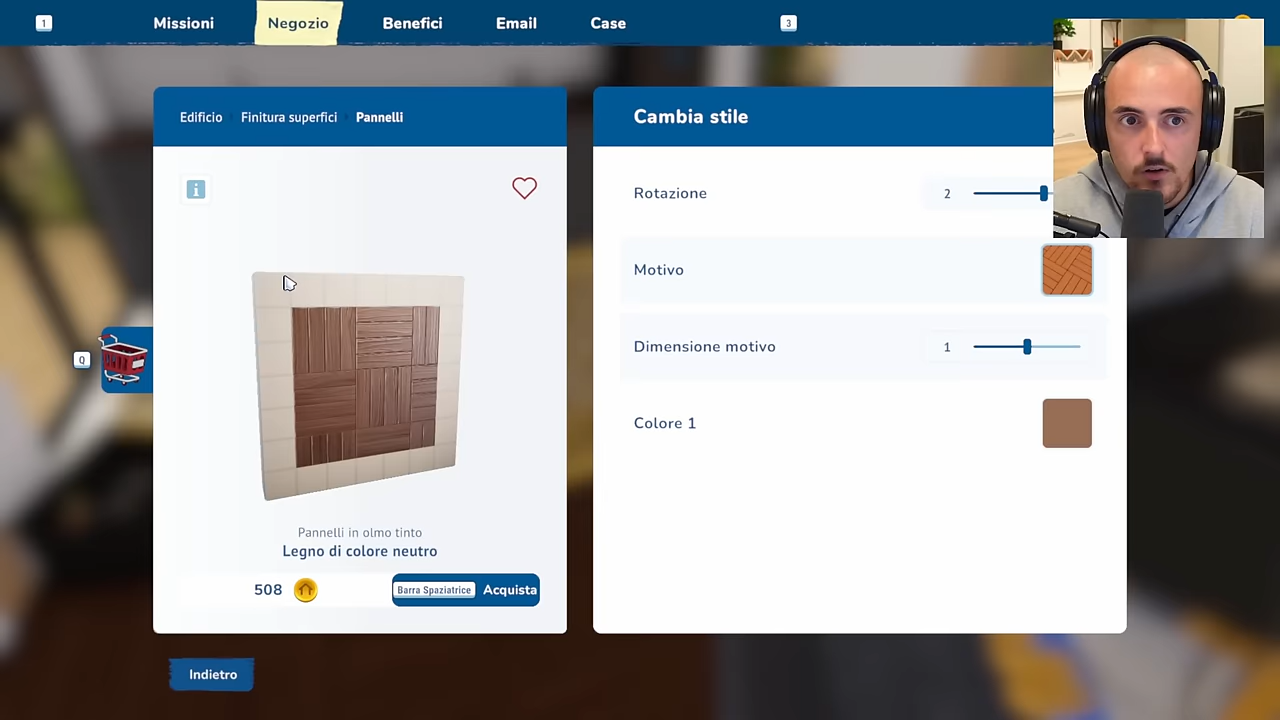 1
Missioni
Negozio
Benefici
Email
Case
3
Edificio
Finitura superfici
Pannelli
Cambia stile
i
Rotazione
2
Motivo
Dimensione motivo
1
Q
Colore 1
Pannelli in olmo tinto
Legno di colore neutro
508
Barra Spaziatrice
Acquista
Indietro